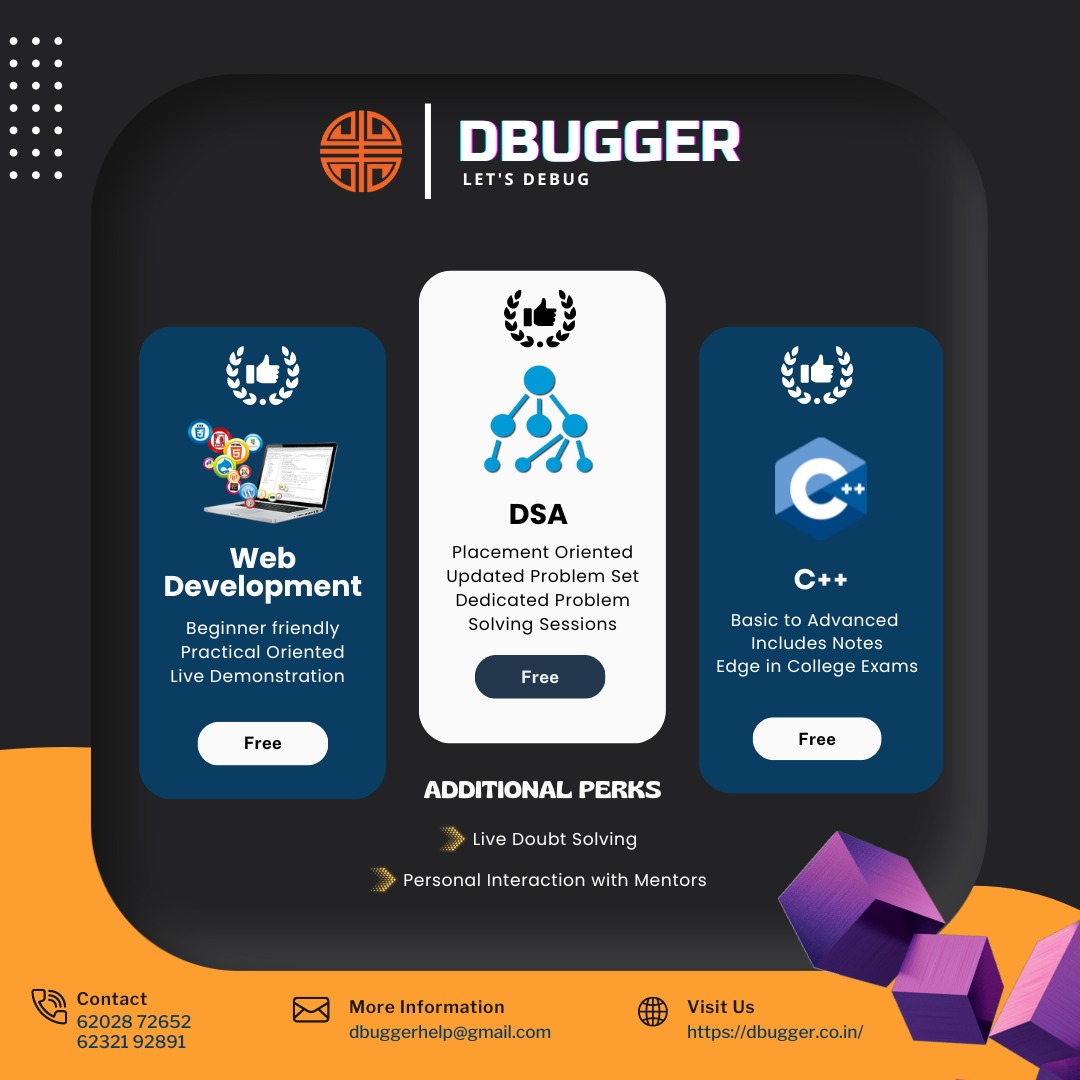 DBUGGER
LET'S DEBUG
Web
Development
Beginner friendly
Practical Oriented
Live Demonstration
Free
DSA
Placement Oriented
Updated Problem Set
Dedicated Problem
Solving Sessions
Free
C++
C++
Basic to Advanced
Includes Notes
Edge in College Exams
Free
ADDITIONAL PERKS
Live Doubt Solving
Personal Interaction with Mentors
Contact
62028 72652
62321 92891
More Information
dbuggerhelp@gmail.com
Visit Us
https://dbugger.co.in/